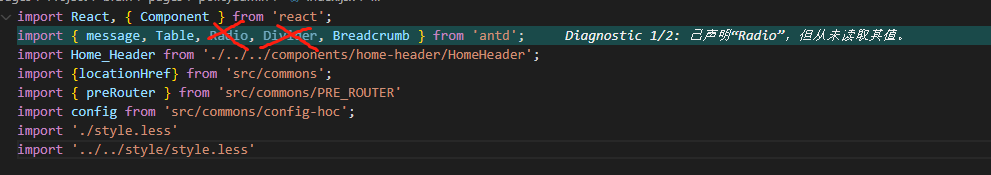 import React, { Component } from 'react';
import { message, Table, Radio, Divider, Breadcrumb } from 'antd'; Diagnostic 1/2: 已声明“Radio”，但从未读取其值。
import Home_Header from './../../components/home-header/HomeHeader';
import {locationHref} from 'src/commons';
import { preRouter } from 'src/commons/PRE_ROUTER'
import config from 'src/commons/config-hoc';
import './style.less'
import '../../style/style.less'